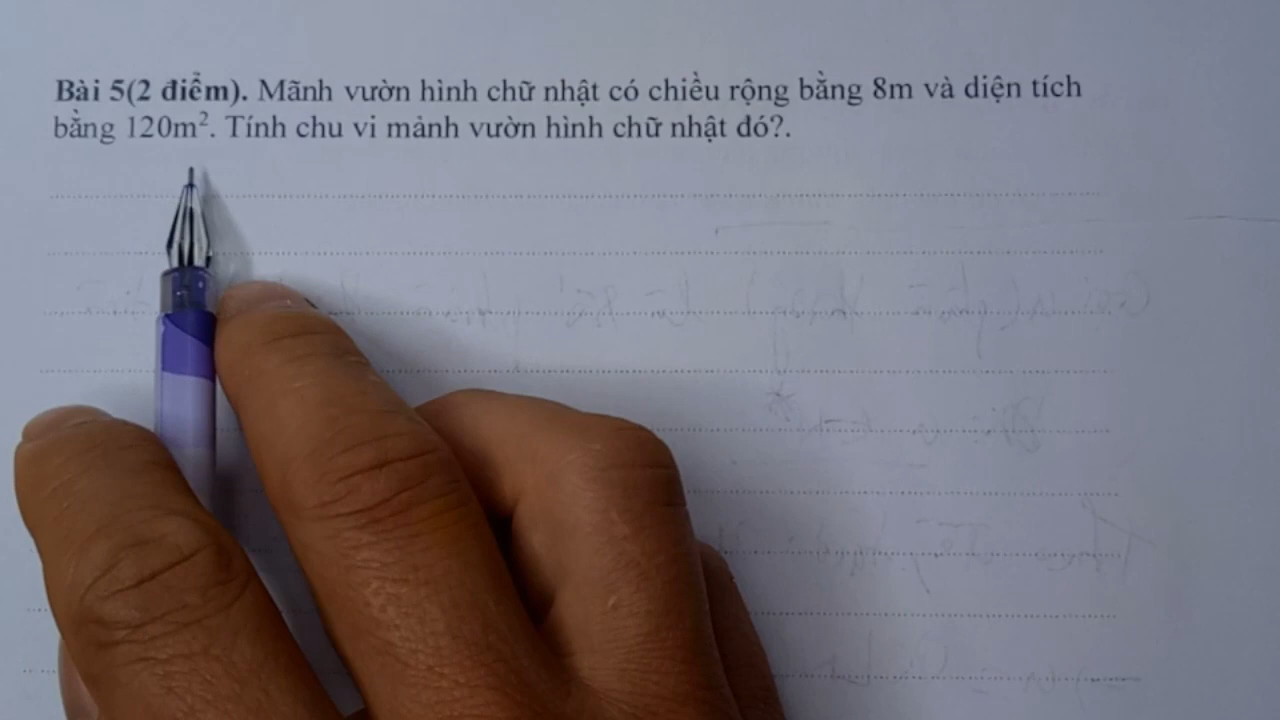 Bài 5(2 điểm). Mãnh vườn hình chữ nhật có chiều rộng bằng 8m và diện tích
bằng 120m². Tính chu vi mảnh vườn hình chữ nhật đó?.